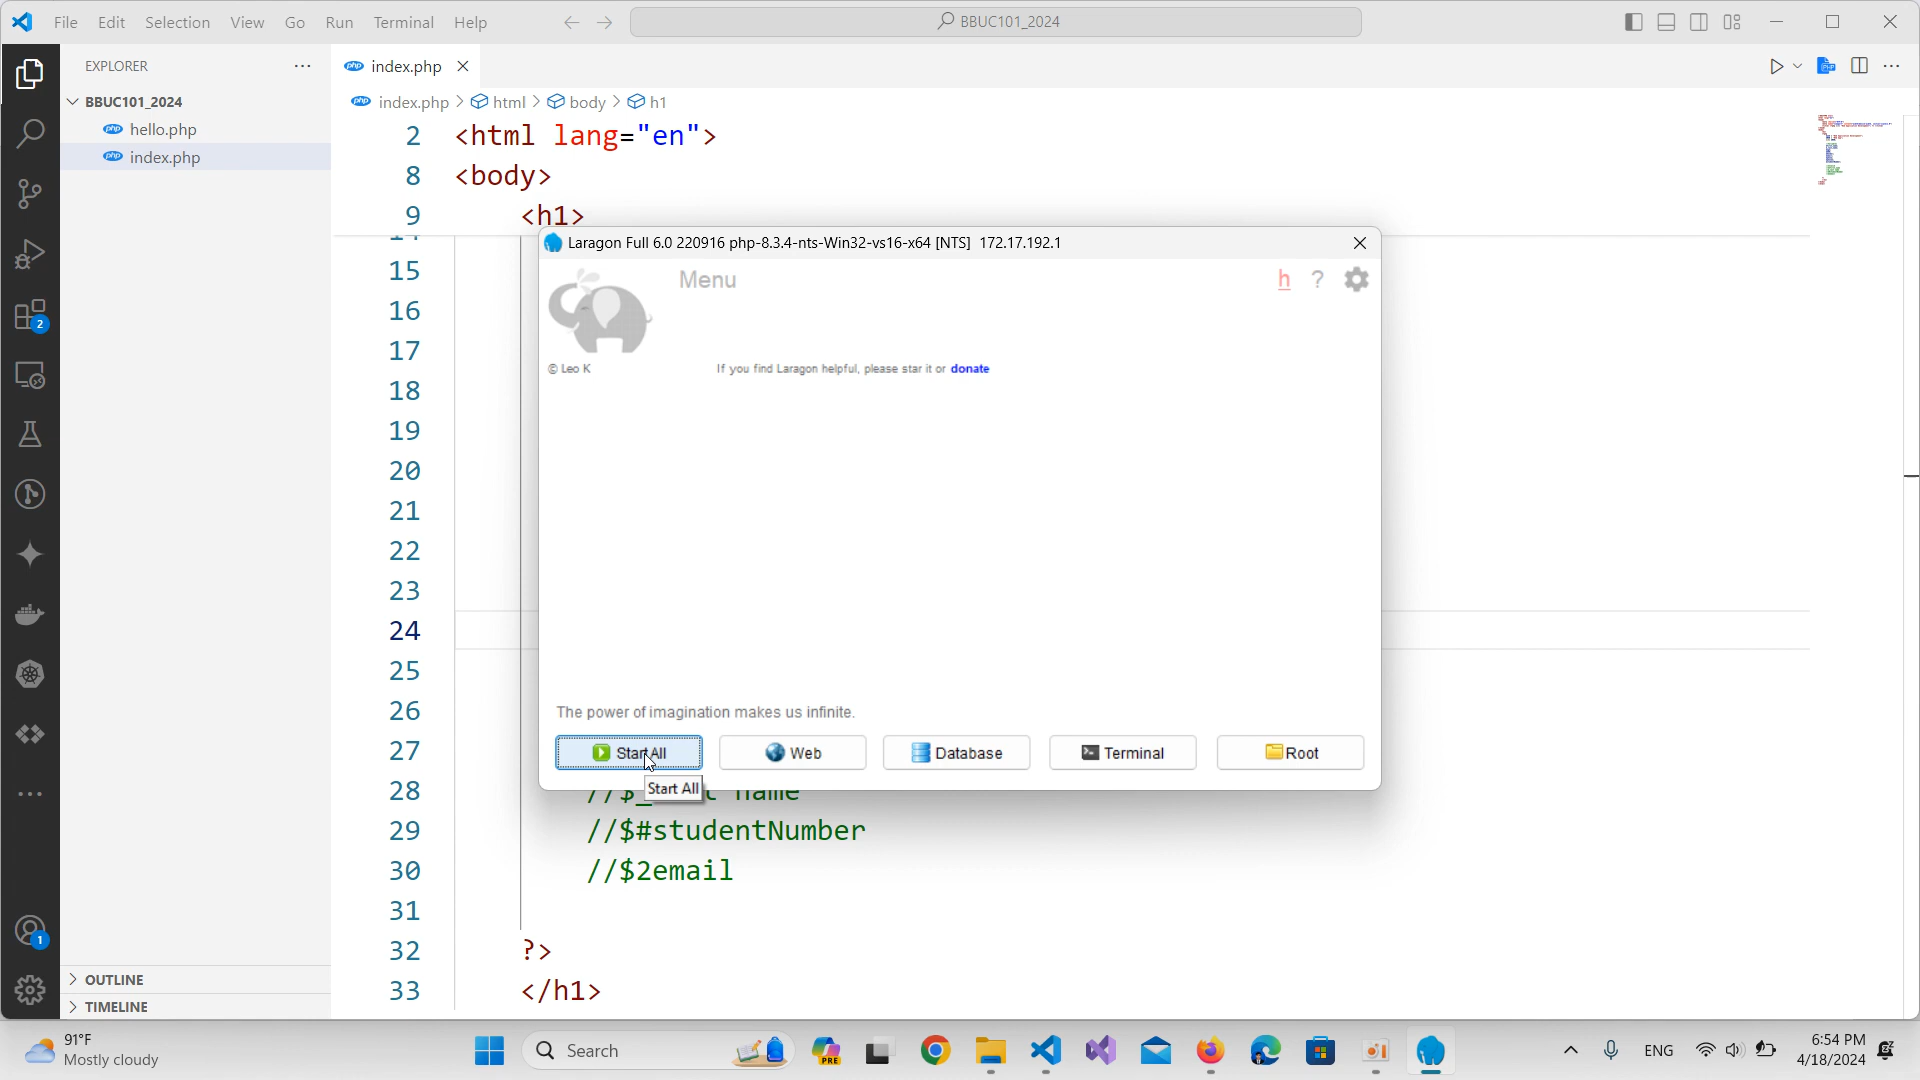 File Edit Selection View Go Run Terminal Help
BBUC101_2024
EXPLORER
index.php
BBUC101_2024
hello.php
index.php
index.php > html > body > h1
2 <html lang="en">
8 <body>
9 <h1>
15
16
17
18
19
20
21
22
23
24
25
26
27
28
29 //$#studentNumber
30 //$2email
31
32 ?>
33 </h1>
Laragon Full 6.0 220916 php-8.3.4-nts-Win32-vs16-x64 [NTS] 172.17.192.1
Menu
h ?
© Leo K
If you find Laragon helpful, please star it or donate
The power of imagination makes us infinite.
Start All
Web
Database
Terminal
Root
Start All
name
2
1
OUTLINE
TIMELINE
91°F
Mostly cloudy
Search
PRE
ENG
6:54 PM
4/18/2024